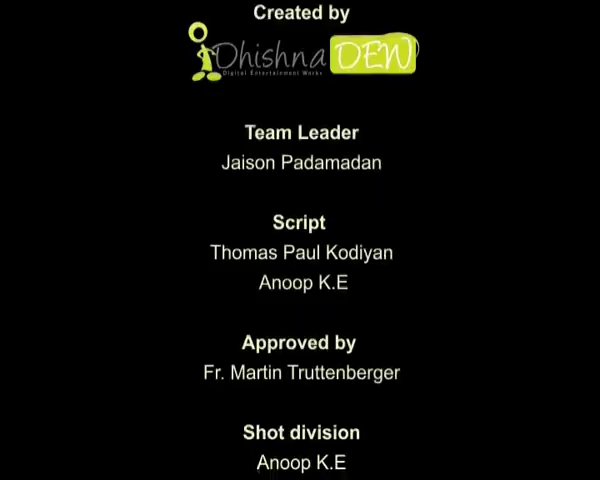 Created by
Dhishna DEW
Digital Entertainment Works
Team Leader
Jaison Padamadan
Script
Thomas Paul Kodiyan
Anoop K.E
Approved by
Fr. Martin Truttenberger
Shot division
Anoop K.E